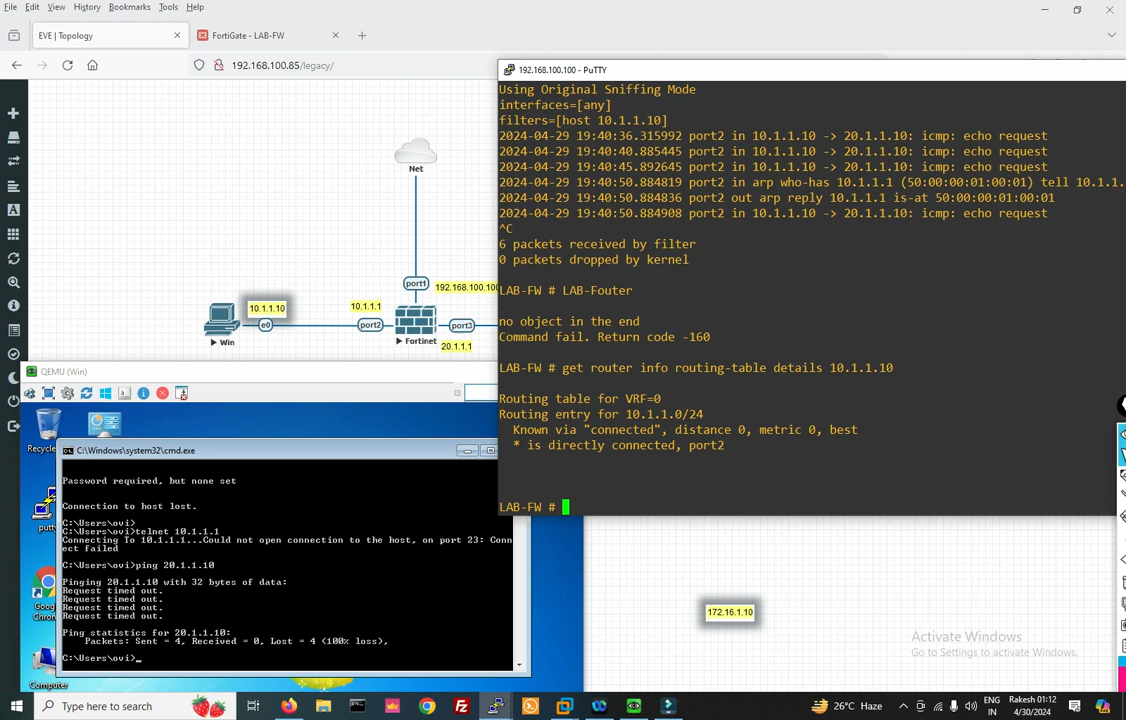 File Edit View History Bookmarks Tools Help
EVE | Topology
FortiGate - LAB-FW
192.168.100.85/legacy/
192.168.100.100 - PuTTY
Using Original Sniffing Mode
interfaces=[any]
filters=[host 10.1.1.10]
2024-04-29 19:40:36.315992 port2 in 10.1.1.10 -> 20.1.1.10: icmp: echo request
2024-04-29 19:40:40.885445 port2 in 10.1.1.10 -> 20.1.1.10: icmp: echo request
2024-04-29 19:40:45.892645 port2 in 10.1.1.10 -> 20.1.1.10: icmp: echo request
2024-04-29 19:40:50.884819 port2 in arp who-has 10.1.1.1 (50:00:00:01:00:01) tell 10.1.1.
2024-04-29 19:40:50.884836 port2 out arp reply 10.1.1.1 is-at 50:00:00:01:00:01
2024-04-29 19:40:50.884908 port2 in 10.1.1.10 -> 20.1.1.10: icmp: echo request
^C
6 packets received by filter
0 packets dropped by kernel
LAB-FW # LAB-Fouter
no object in the end
Command fail. Return code -160
LAB-FW # get router info routing-table details 10.1.1.10
Routing table for VRF=0
Routing entry for 10.1.1.0/24
Known via "connected", distance 0, metric 0, best
* is directly connected, port2
LAB-FW #
Net
port1
192.168.100.100
10.1.1.10
10.1.1.1
e0
port2
port3
Win
Fortinet
20.1.1.1
QEMU (Win)
Recycle
putty
Goog
Chron
Computer
C:\Windows\system32\cmd.exe
Password required, but none set
Connection to host lost.
C:\Users\ovi>
C:\Users\ovi>telnet 10.1.1.1
Connecting To 10.1.1.1...Could not open connection to the host, on port 23: Conn
ect failed
C:\Users\ovi>ping 20.1.1.10
Pinging 20.1.1.10 with 32 bytes of data:
Request timed out.
Request timed out.
Request timed out.
Request timed out.
Ping statistics for 20.1.1.10:
Packets: Sent = 4, Received = 0, Lost = 4 (100% loss),
C:\Users\ovi>_
172.16.1.10
Activate Windows
Go to Settings to activate Windows.
Type here to search
26°C Haze
ENG
IN
Rakesh 01:12
4/30/2024